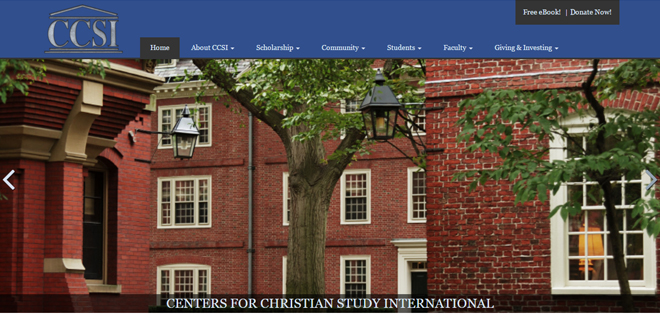 Free eBook! | Donate Now!
CCSI
Home About CCSI Scholarship Community Students Faculty Giving & Investing
CENTERS FOR CHRISTIAN STUDY INTERNATIONAL